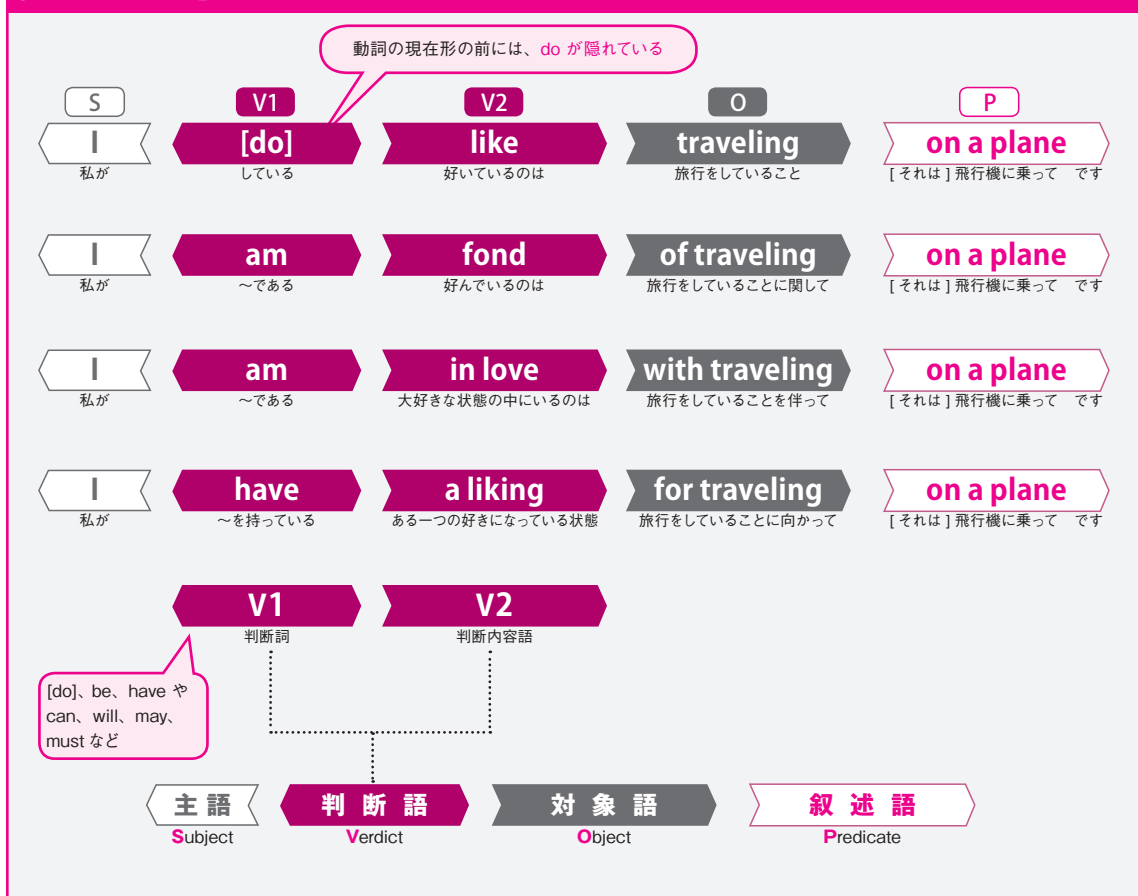 動詞の現在形の前には、do が隠れている
S V1 V2 O P
I [do] like traveling on a plane
私が している 好いているのは 旅行をしていること [ それは ] 飛行機に乗って です
I am fond of traveling on a plane
私が 〜である 好んでいるのは 旅行をしていることに関して [ それは ] 飛行機に乗って です
I am in love with traveling on a plane
私が 〜である 大好きな状態の中にいるのは 旅行をしていることを伴って [ それは ] 飛行機に乗って です
I have a liking for traveling on a plane
私が 〜を持っている ある一つの好きになっている状態 旅行をしていることに向かって [ それは ] 飛行機に乗って です
V1 V2
判断詞 判断内容語
[do]、be、have や
can、will、may、
must など
主語 判断語 対象語 叙述語
Subject Verdict Object Predicate